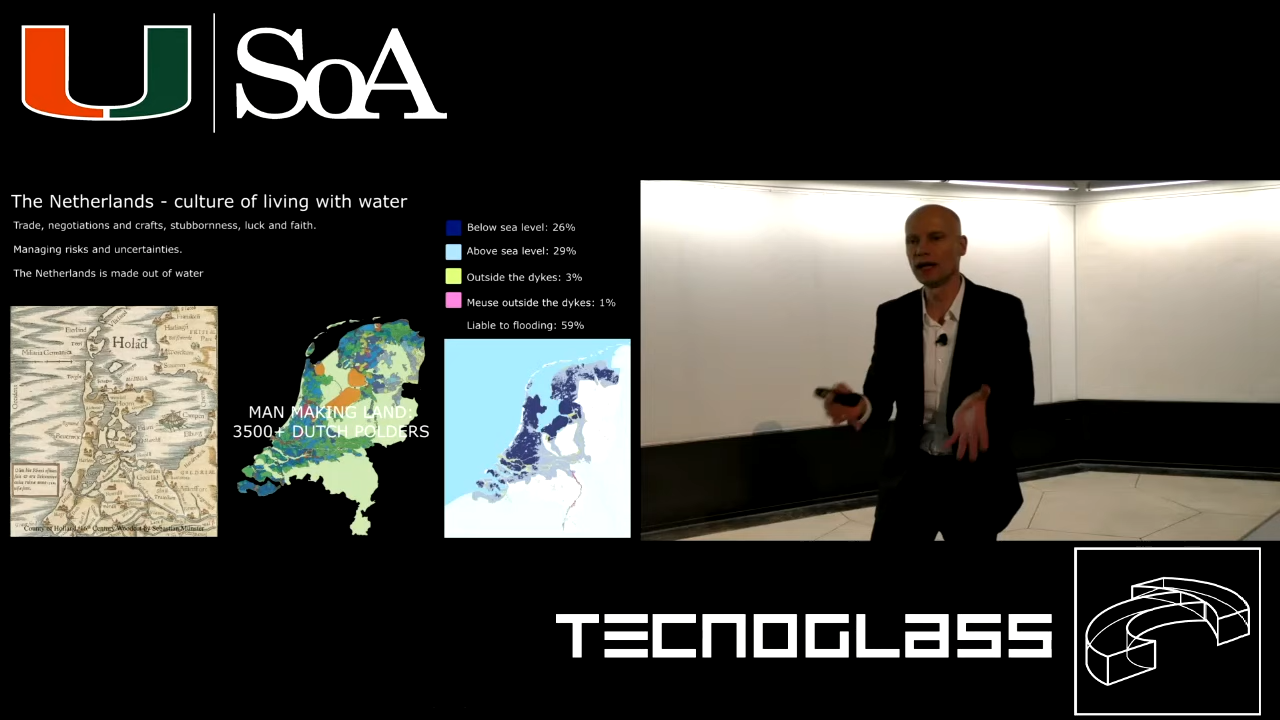 U
SoA
The Netherlands - culture of living with water
Trade, negotiations and crafts, stubbornness, luck and faith.
Managing risks and uncertainties.
The Netherlands is made out of water
Below sea level: 26%
Above sea level: 29%
Outside the dykes: 3%
Meuse outside the dykes: 1%
Liable to flooding: 59%
Holad
MAN MAKING LAND:
3500+ DUTCH POLDERS
TECNOGLASS